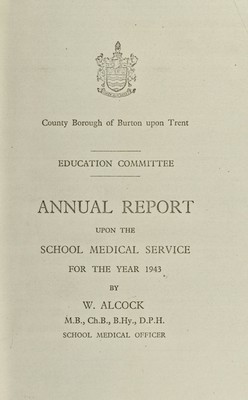 County Borough of Burton upon Trent
EDUCATION COMMITTEE
ANNUAL REPORT
UPON THE
SCHOOL MEDICAL SERVICE
FOR THE YEAR 1943
BY
W. ALCOCK
M.B., Ch.B., B.Hy., D.P.H.
SCHOOL MEDICAL OFFICER